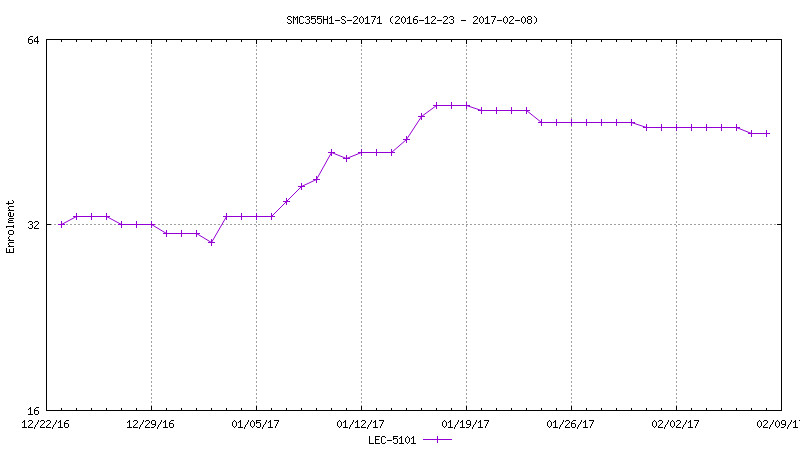 SMC355H1-S-20171 (2016-12-23 - 2017-02-08)
64
32
16
Enrolment
12/22/16 12/29/16 01/05/17 01/12/17 01/19/17 01/26/17 02/02/17 02/09/1
LEC-5101